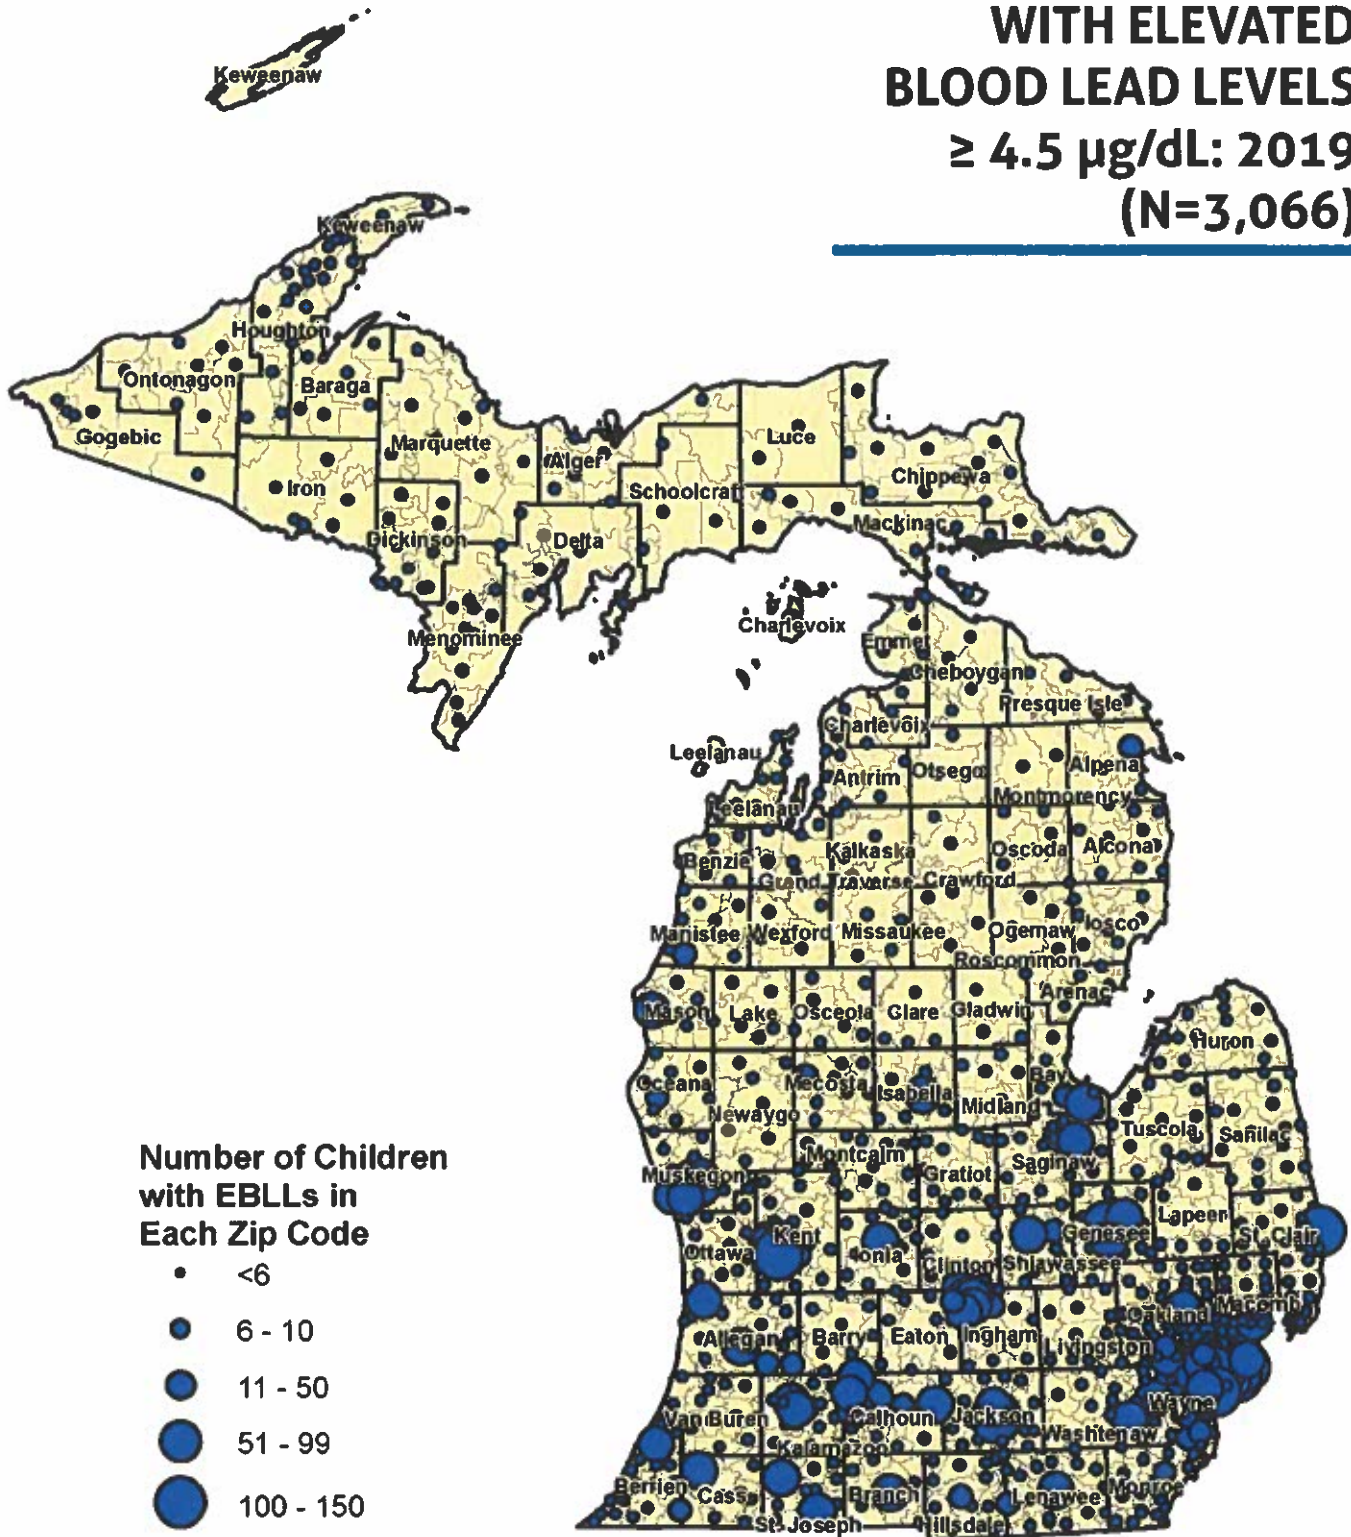 WITH ELEVATED
BLOOD LEAD LEVELS
≥ 4.5 µg/dL: 2019
(N=3,066)
Keweenaw
Keweenaw
Houghton
Ontonagon
Baraga
Gogebic
Marquette
Alger
Luce
Chippewa
Iron
Schoolcraf
Mackinac
Dickinson
Delta
Menominee
Charlevoix
Emmet
Cheboygan
Presque Isle
Charlevoix
Leelanau
Antrim
Otsego
Alpena
Montmorency
Leelanau
Benzie
Kalkaska
Oscoda
Alcona
Grand Traverse
Crawford
Manistee
Wexford
Missaukee
Ogemaw
Iosco
Roscommon
Arenac
Mason
Lake
Osceola
Clare
Gladwin
Huron
Oceana
Mecosta
Isabella
Bay
Newaygo
Midland
Tuscola
Sanilac
Montcalm
Gratiot
Saginaw
Muskegon
Lapeer
Ottawa
Kent
Ionia
Clinton
Shiawassee
Genesee
St. Clair
Oakland
Macomb
Allegan
Barry
Eaton
Ingham
Livingston
Van Buren
Kalamazoo
Calhoun
Jackson
Washtenaw
Wayne
Berrien
Cass
St. Joseph
Branch
Hillsdale
Lenawee
Monroe
Number of Children
with EBLLs in
Each Zip Code
<6
6 - 10
11 - 50
51 - 99
100 - 150